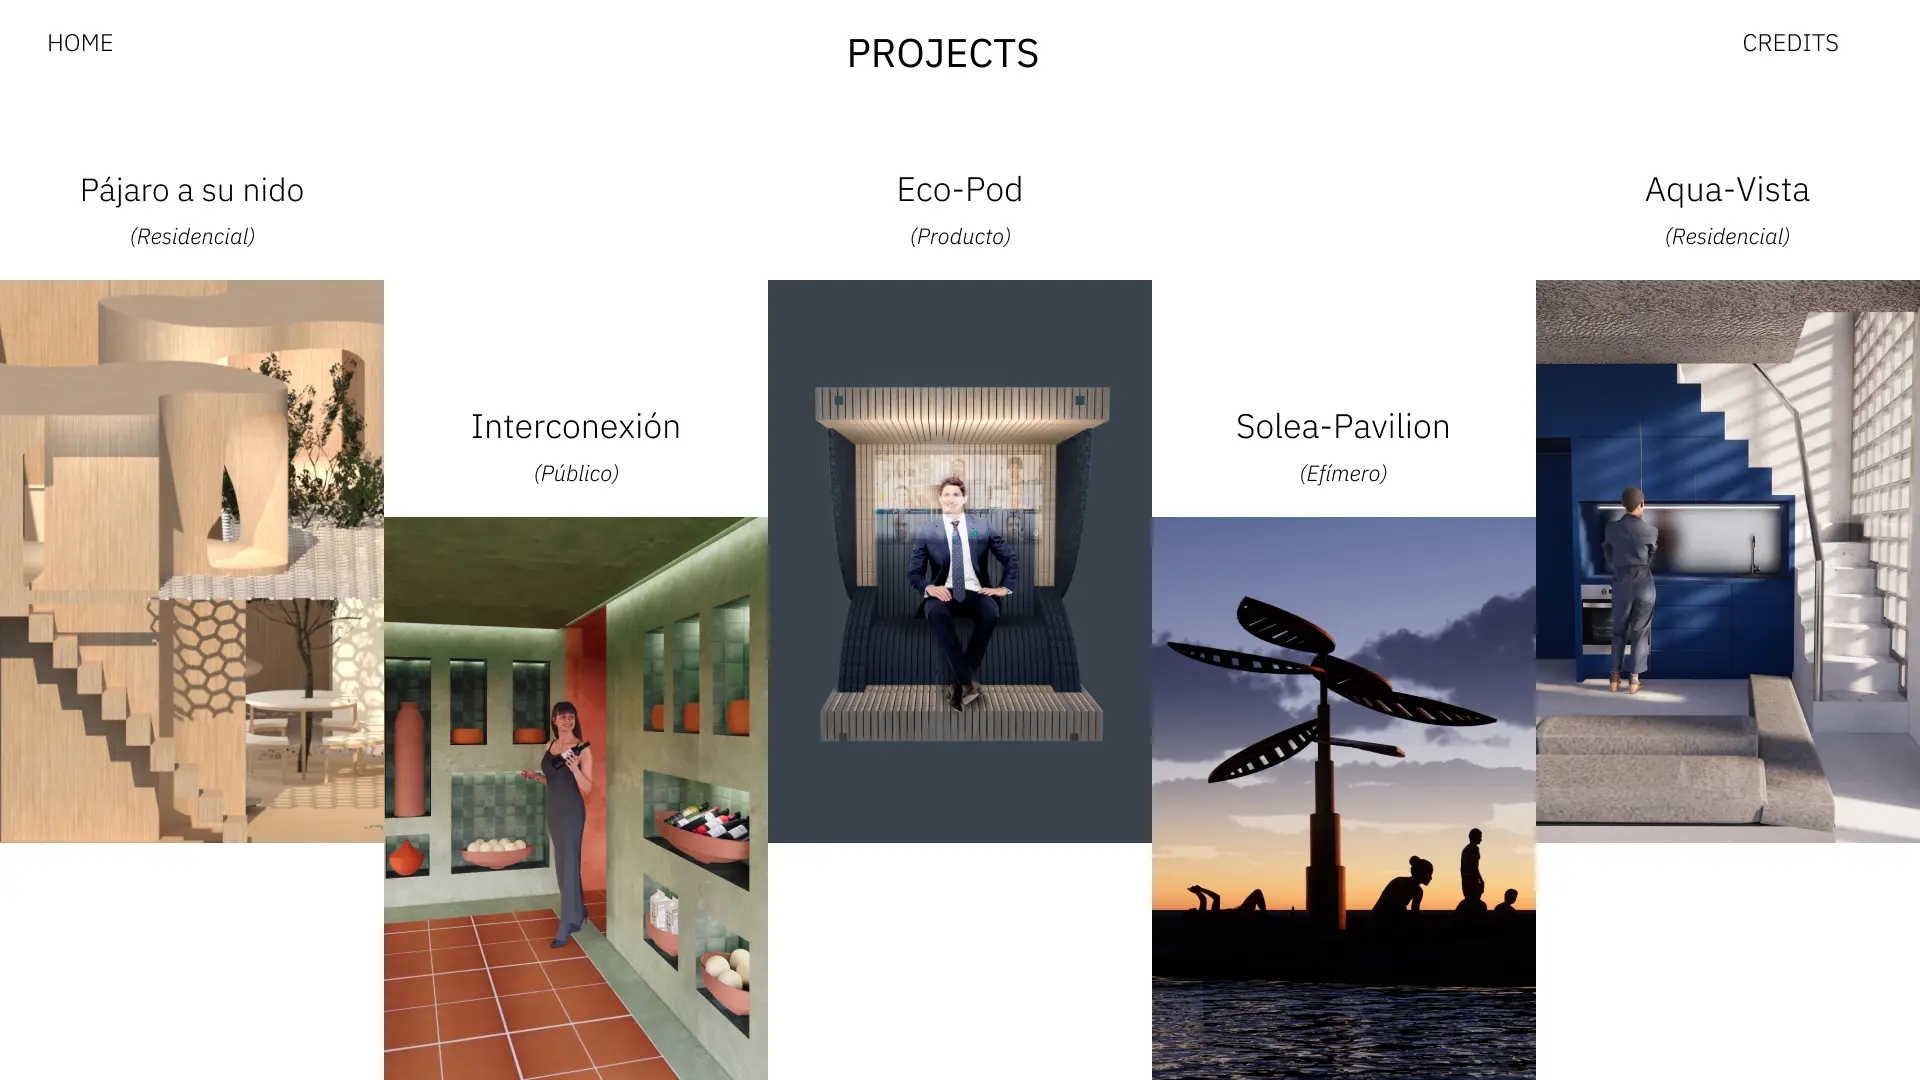 HOME
PROJECTS
CREDITS
Pájaro a su nido
(Residencial)
Interconexión
(Público)
Eco-Pod
(Producto)
Solea-Pavilion
(Efímero)
Aqua-Vista
(Residencial)